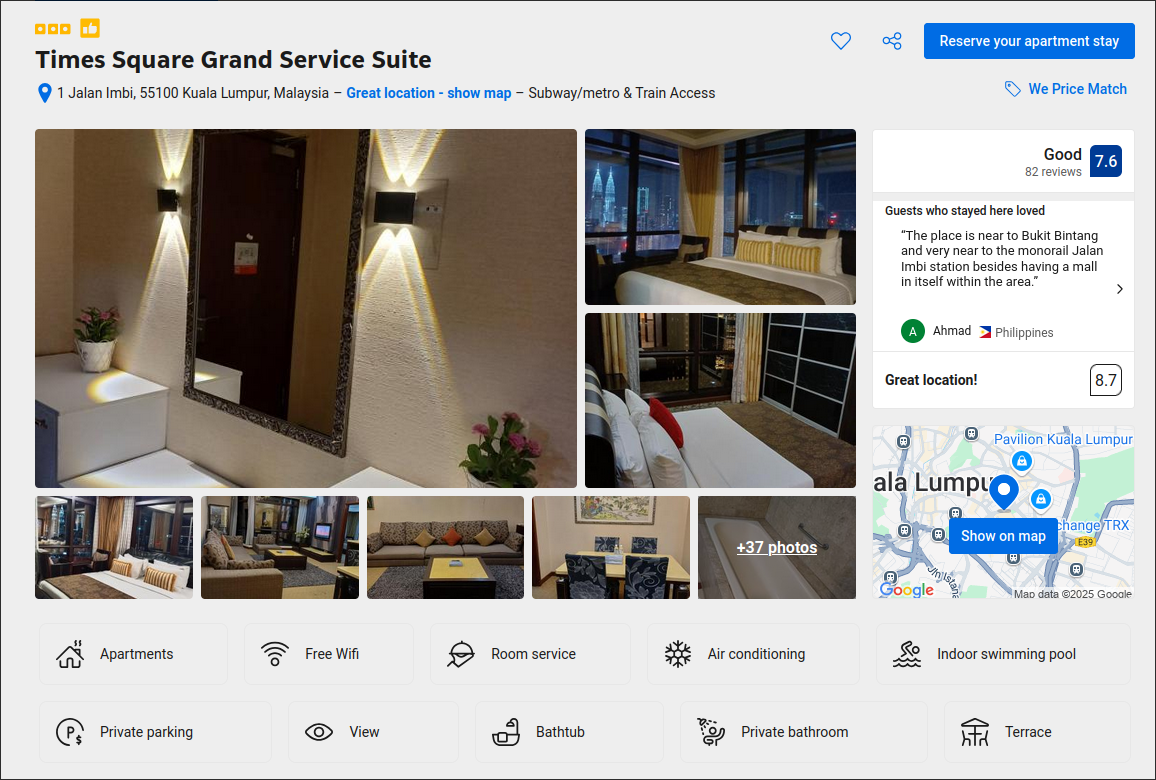 Times Square Grand Service Suite
Reserve your apartment stay
1 Jalan Imbi, 55100 Kuala Lumpur, Malaysia – Great location - show map – Subway/metro & Train Access
We Price Match
Good
82 reviews
7.6
Guests who stayed here loved
“The place is near to Bukit Bintang
and very near to the monorail Jalan
Imbi station besides having a mall
in itself within the area.”
A
Ahmad
Philippines
Great location!
8.7
+37 photos
Pavilion Kuala Lumpur
ala Lumpu
change TRX
E39
Show on map
Google
Map data ©2025 Google
Apartments
Free Wifi
Room service
Air conditioning
Indoor swimming pool
P $
Private parking
View
Bathtub
Private bathroom
Terrace